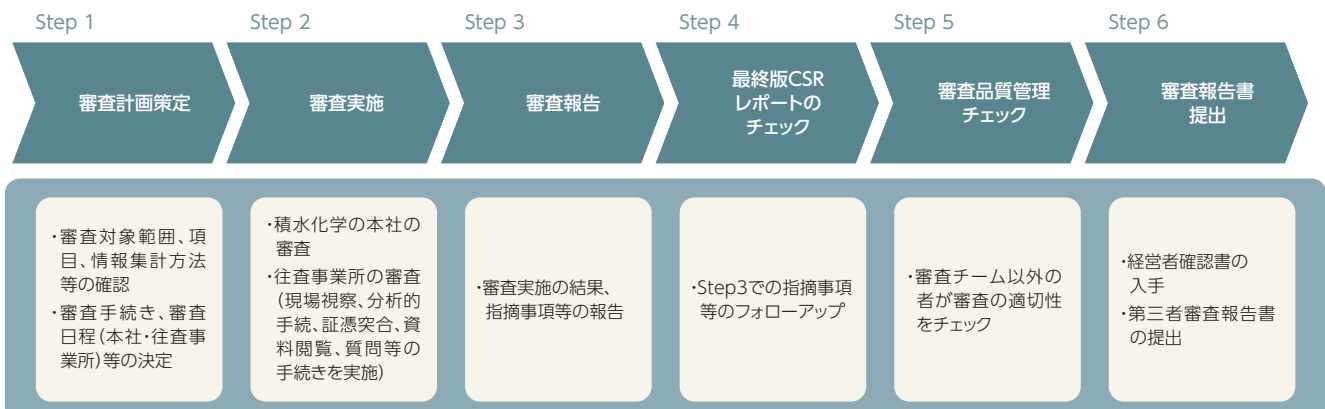 Step 1
Step 2
Step 3
Step 4
Step 5
Step 6
審査計画策定
審査実施
審査報告
最終版CSR
レポートの
チェック
審査品質管理
チェック
審査報告書
提出
・審査対象範囲、項
目、情報集計方法
等の確認
・審査手続き、審査
日程(本社・往査事
業所)等の決定
・積水化学の本社の
審査
・往査事業所の審査
(現場視察、分析的
手続、証憑突合、資
料閲覧、質問等の
手続きを実施)
・審査実施の結果、
指摘事項等の報告
・Step3での指摘事項
等のフォローアップ
・審査チーム以外の
者が審査の適切性
をチェック
・経営者確認書の
入手
・第三者審査報告書
の提出